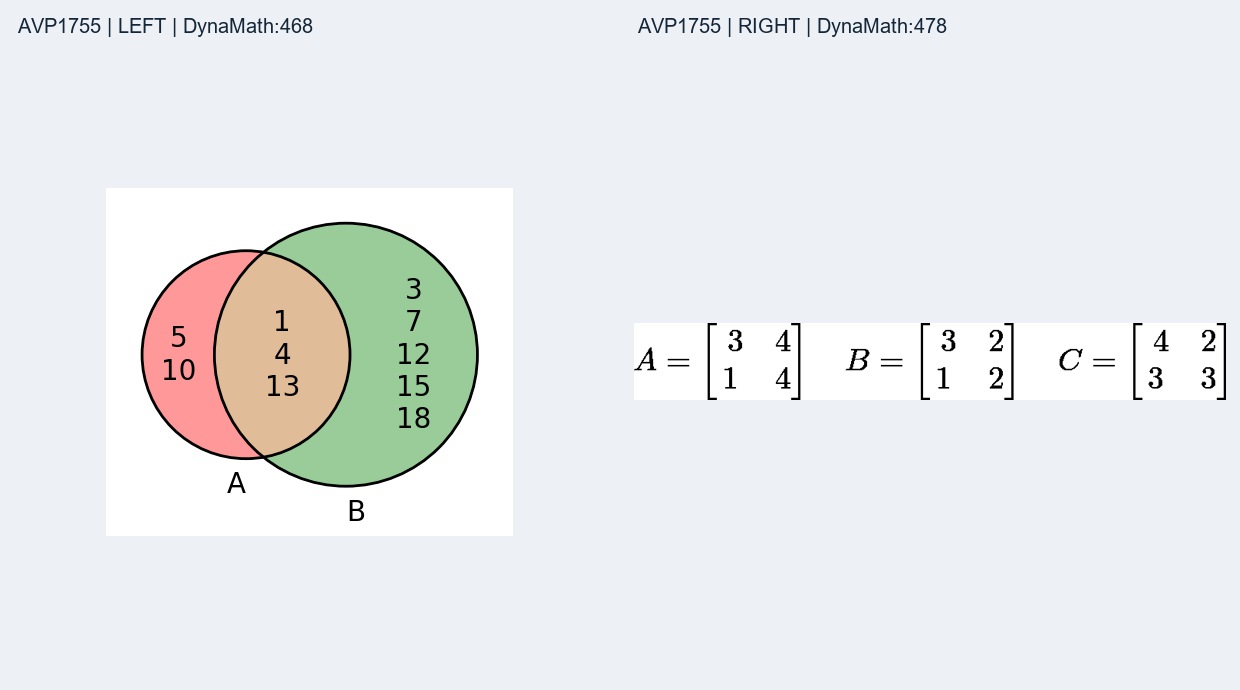 AVP1755 | LEFT | DynaMath:468
5
10
1
4
13
3
7
12
15
18
A
B
AVP1755 | RIGHT | DynaMath:478
A = [3 4 1 4] B = [3 2 1 2] C = [4 2 3 3]